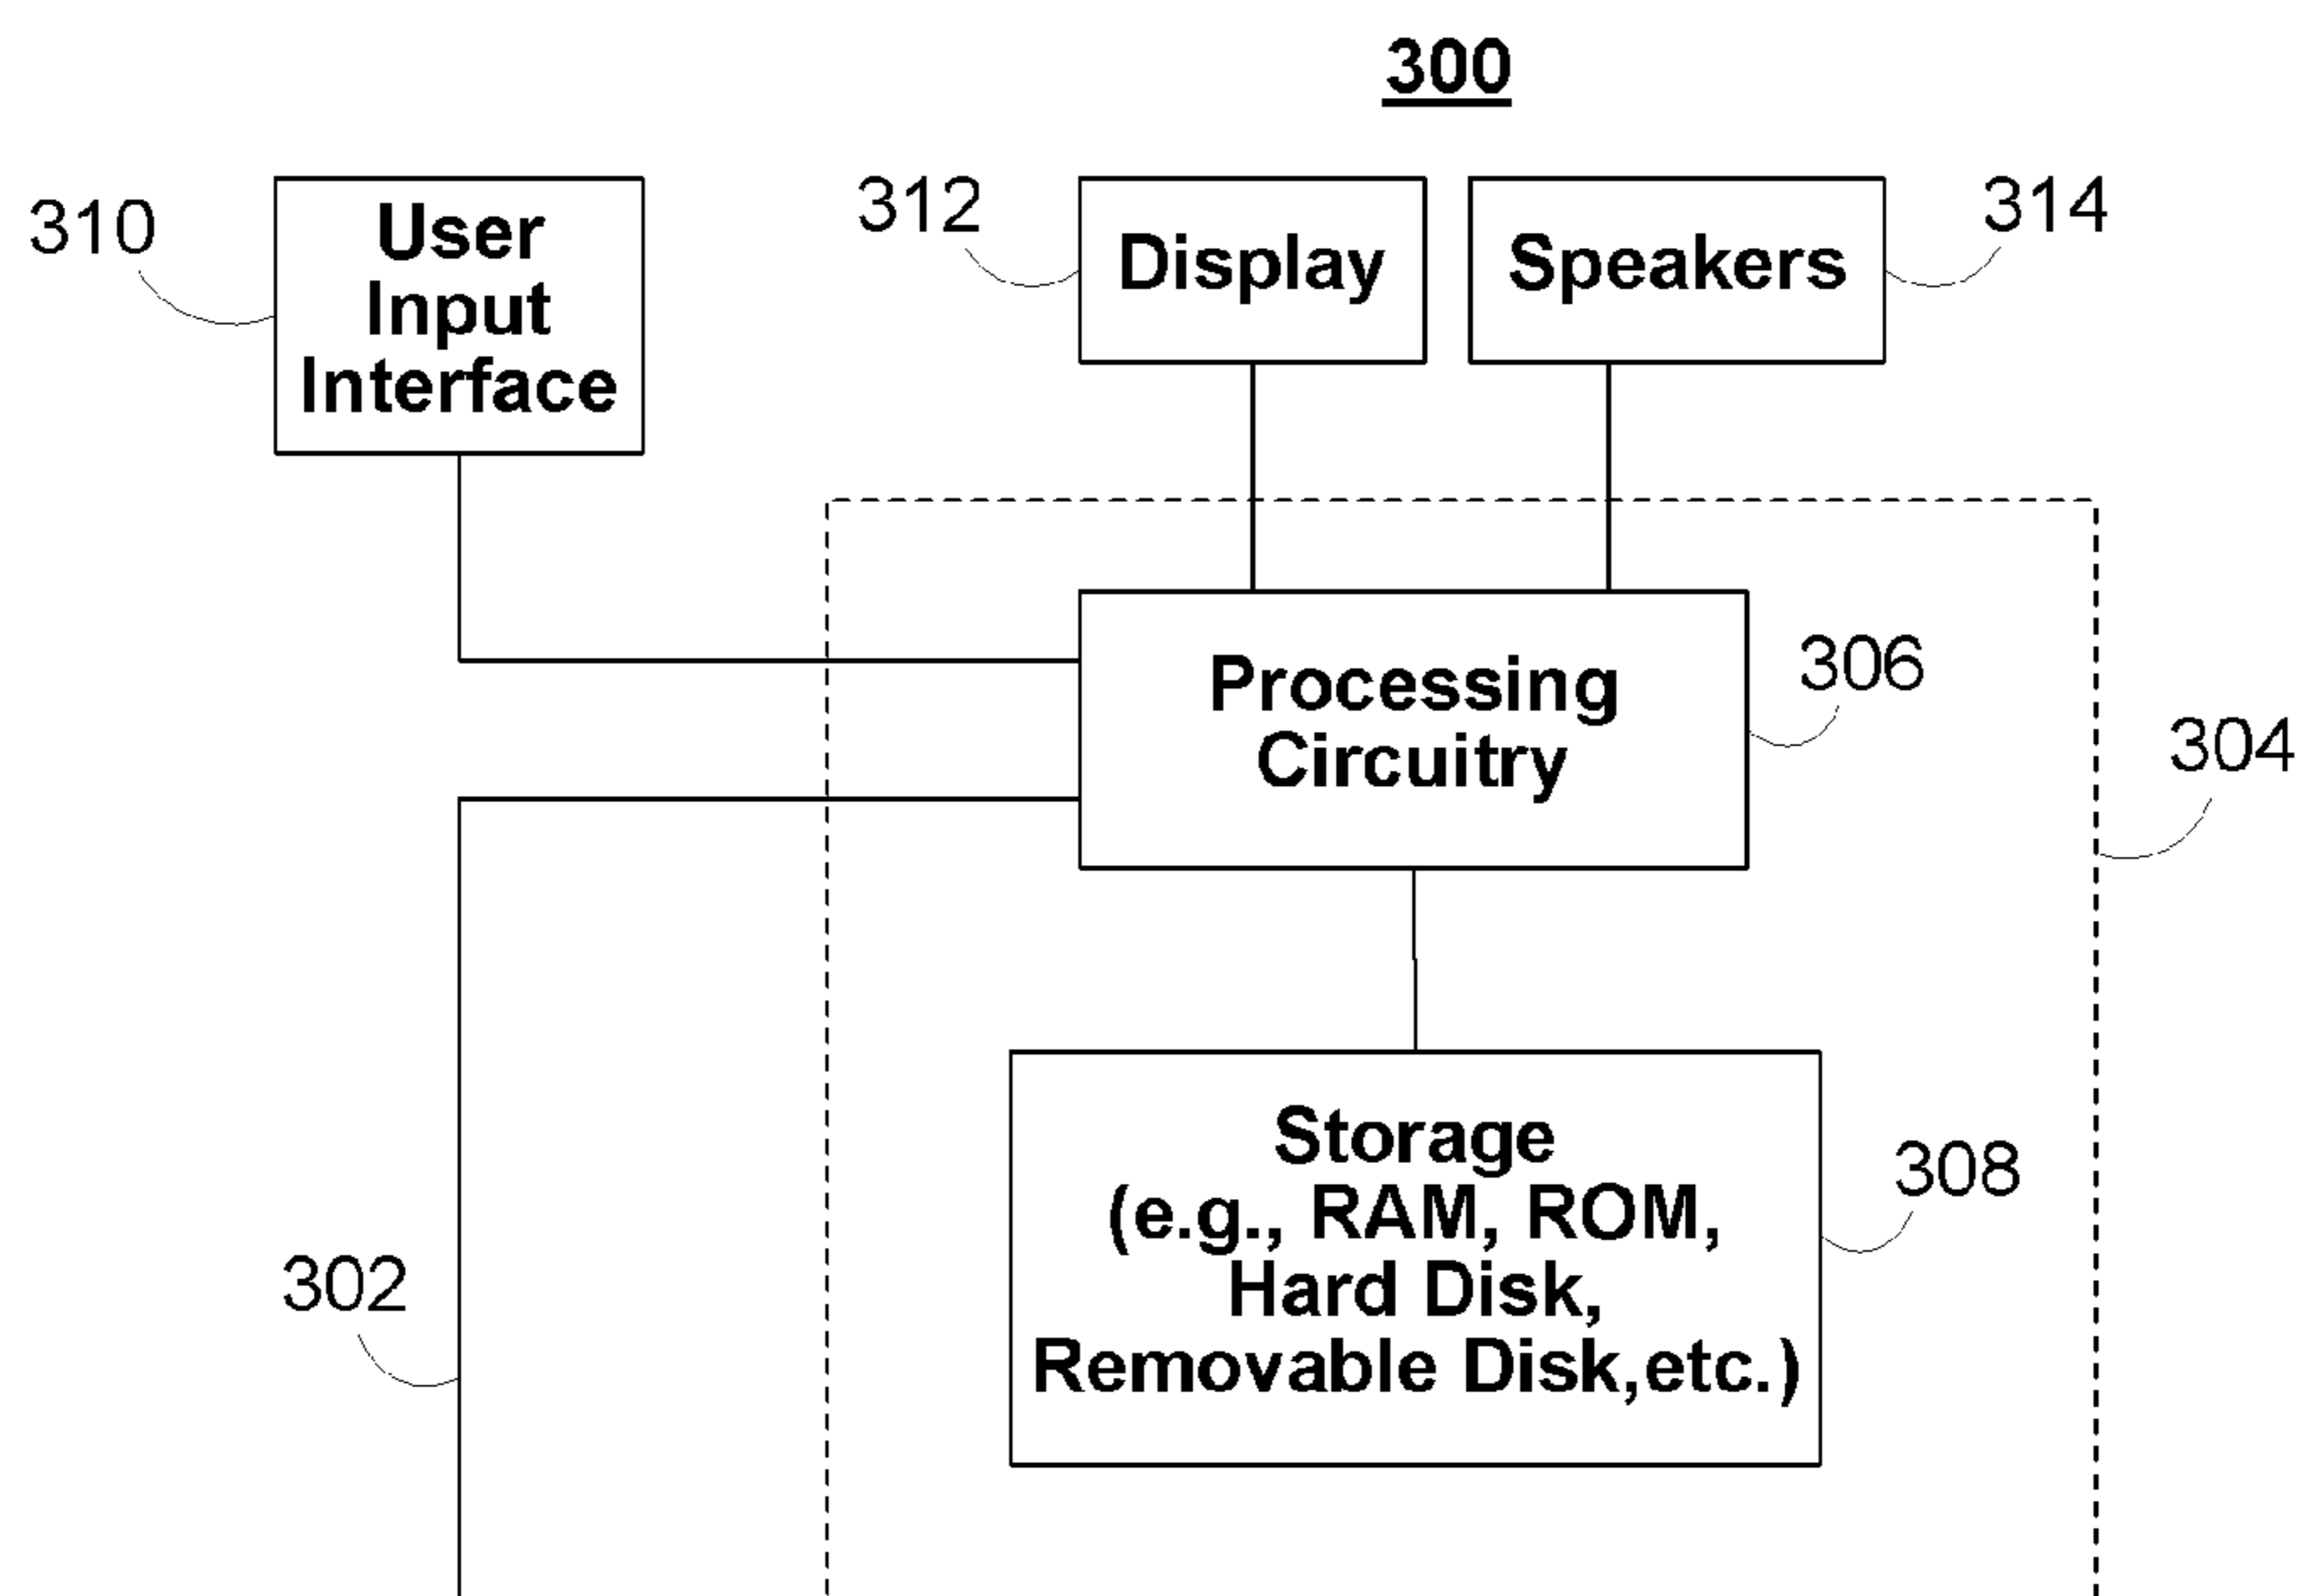 300
310
User
Input
Interface
312
Display
Speakers
314
Processing
Circuitry
306
304
Storage
(e.g., RAM, ROM,
Hard Disk,
Removable Disk,etc.)
308
302